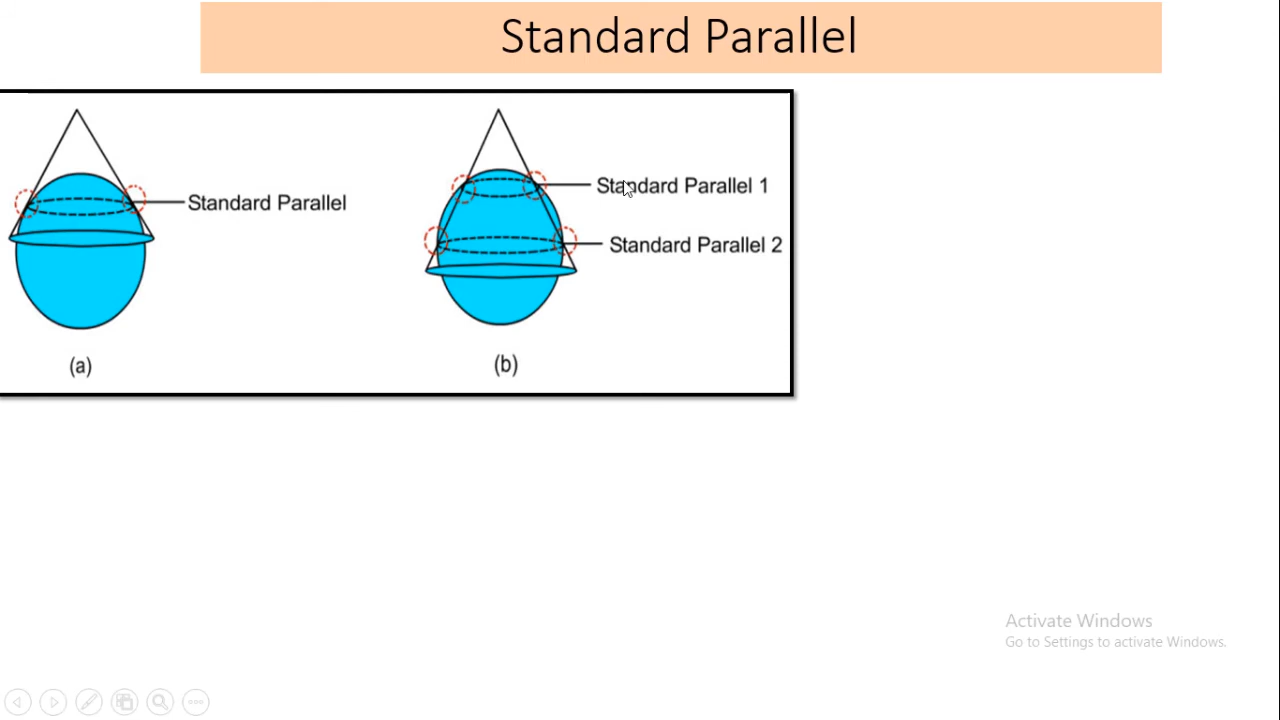 Standard Parallel
Standard Parallel
Standard Parallel 1
Standard Parallel 2
(a)
(b)
Activate Windows
Go to Settings to activate Windows.